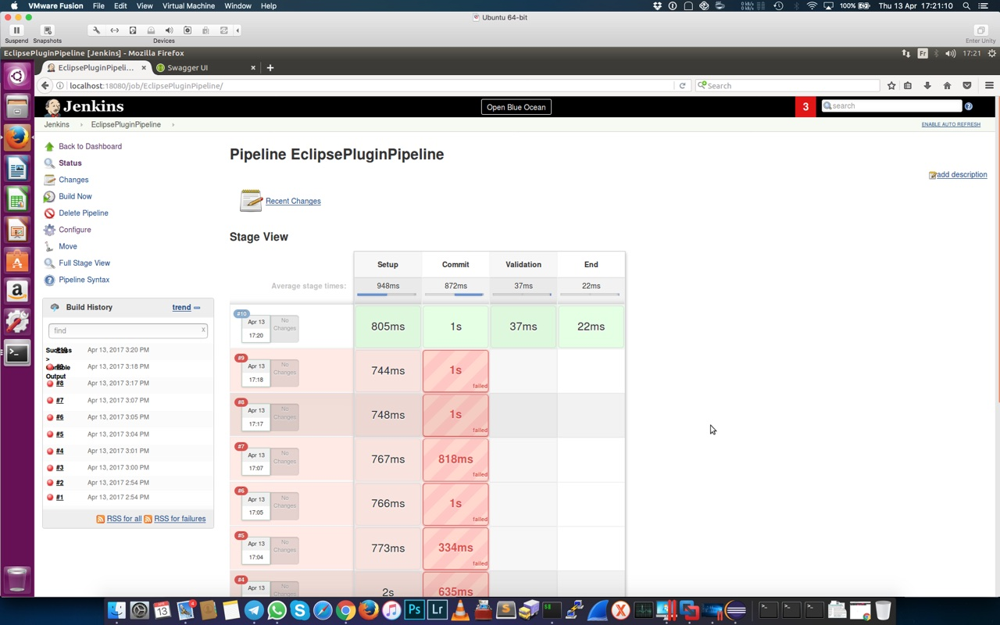 VMware Fusion File Edit View Virtual Machine Window Help 100% Thu 13 Apr 17:21:10
Ubuntu 64-bit
Suspend Snapshots Devices Enter Unity
EclipsePluginPipeline [Jenkins] - Mozilla Firefox Fr 17:21
EclipsePluginPipeli... × Swagger UI × +
localhost:18080/job/EclipsePluginPipeline/ Search
Jenkins Open Blue Ocean 3 search
Jenkins EclipsePluginPipeline ENABLE AUTO REFRESH
Back to Dashboard
Status
Changes
Build Now
Delete Pipeline
Configure
Move
Full Stage View
Pipeline Syntax
Build History trend
find x
#10 Apr 13, 2017 3:20 PM
Success
>
Console
Output
#9 Apr 13, 2017 3:18 PM
#8 Apr 13, 2017 3:17 PM
#7 Apr 13, 2017 3:07 PM
#6 Apr 13, 2017 3:05 PM
#5 Apr 13, 2017 3:04 PM
#4 Apr 13, 2017 3:01 PM
#3 Apr 13, 2017 3:00 PM
#2 Apr 13, 2017 2:54 PM
#1 Apr 13, 2017 2:54 PM
RSS for all RSS for failures
Pipeline EclipsePluginPipeline
add description
Recent Changes
Stage View
Setup Commit Validation End
Average stage times: 948ms 872ms 37ms 22ms
#10
Apr 13 No
17:20 Changes
805ms 1s 37ms 22ms
#9
Apr 13 No
17:18 Changes
744ms 1s
failed
#8
Apr 13 No
17:17 Changes
748ms 1s
failed
#7
Apr 13 No
17:07 Changes
767ms 818ms
failed
#6
Apr 13 No
17:05 Changes
766ms 1s
failed
#5
Apr 13 No
17:04 Changes
773ms 334ms
failed
#4
Apr 13 No
Changes
2s 635ms
Ps Lr